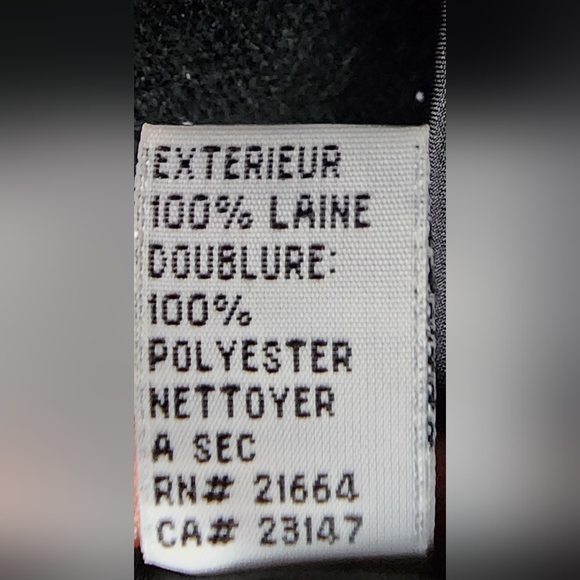 EXTERIEUR
100% LAINE
DOUBLURE:
100%
POLYESTER
NETTOYER
A SEC
RN# 21664
CA# 23147